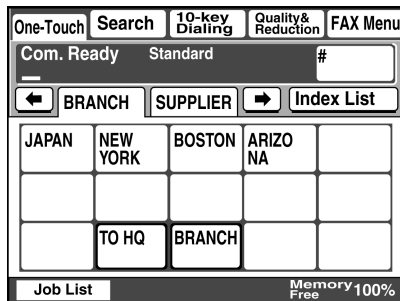 One-Touch Search 10-key Dialing Quality& Reduction FAX Menu
Com. Ready Standard #
BRANCH SUPPLIER Index List
JAPAN NEW YORK BOSTON ARIZO NA
TO HQ BRANCH
Job List Memory Free 100%